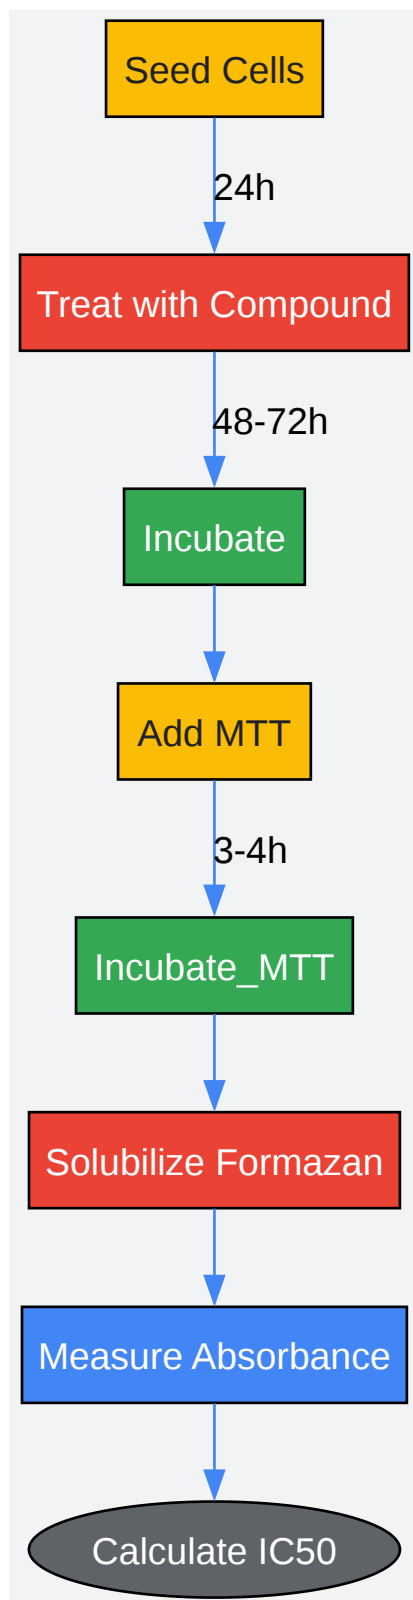 Seed Cells
24h
Treat with Compound
48-72h
Incubate
Add MTT
3-4h
Incubate_MTT
Solubilize Formazan
Measure Absorbance
Calculate IC50